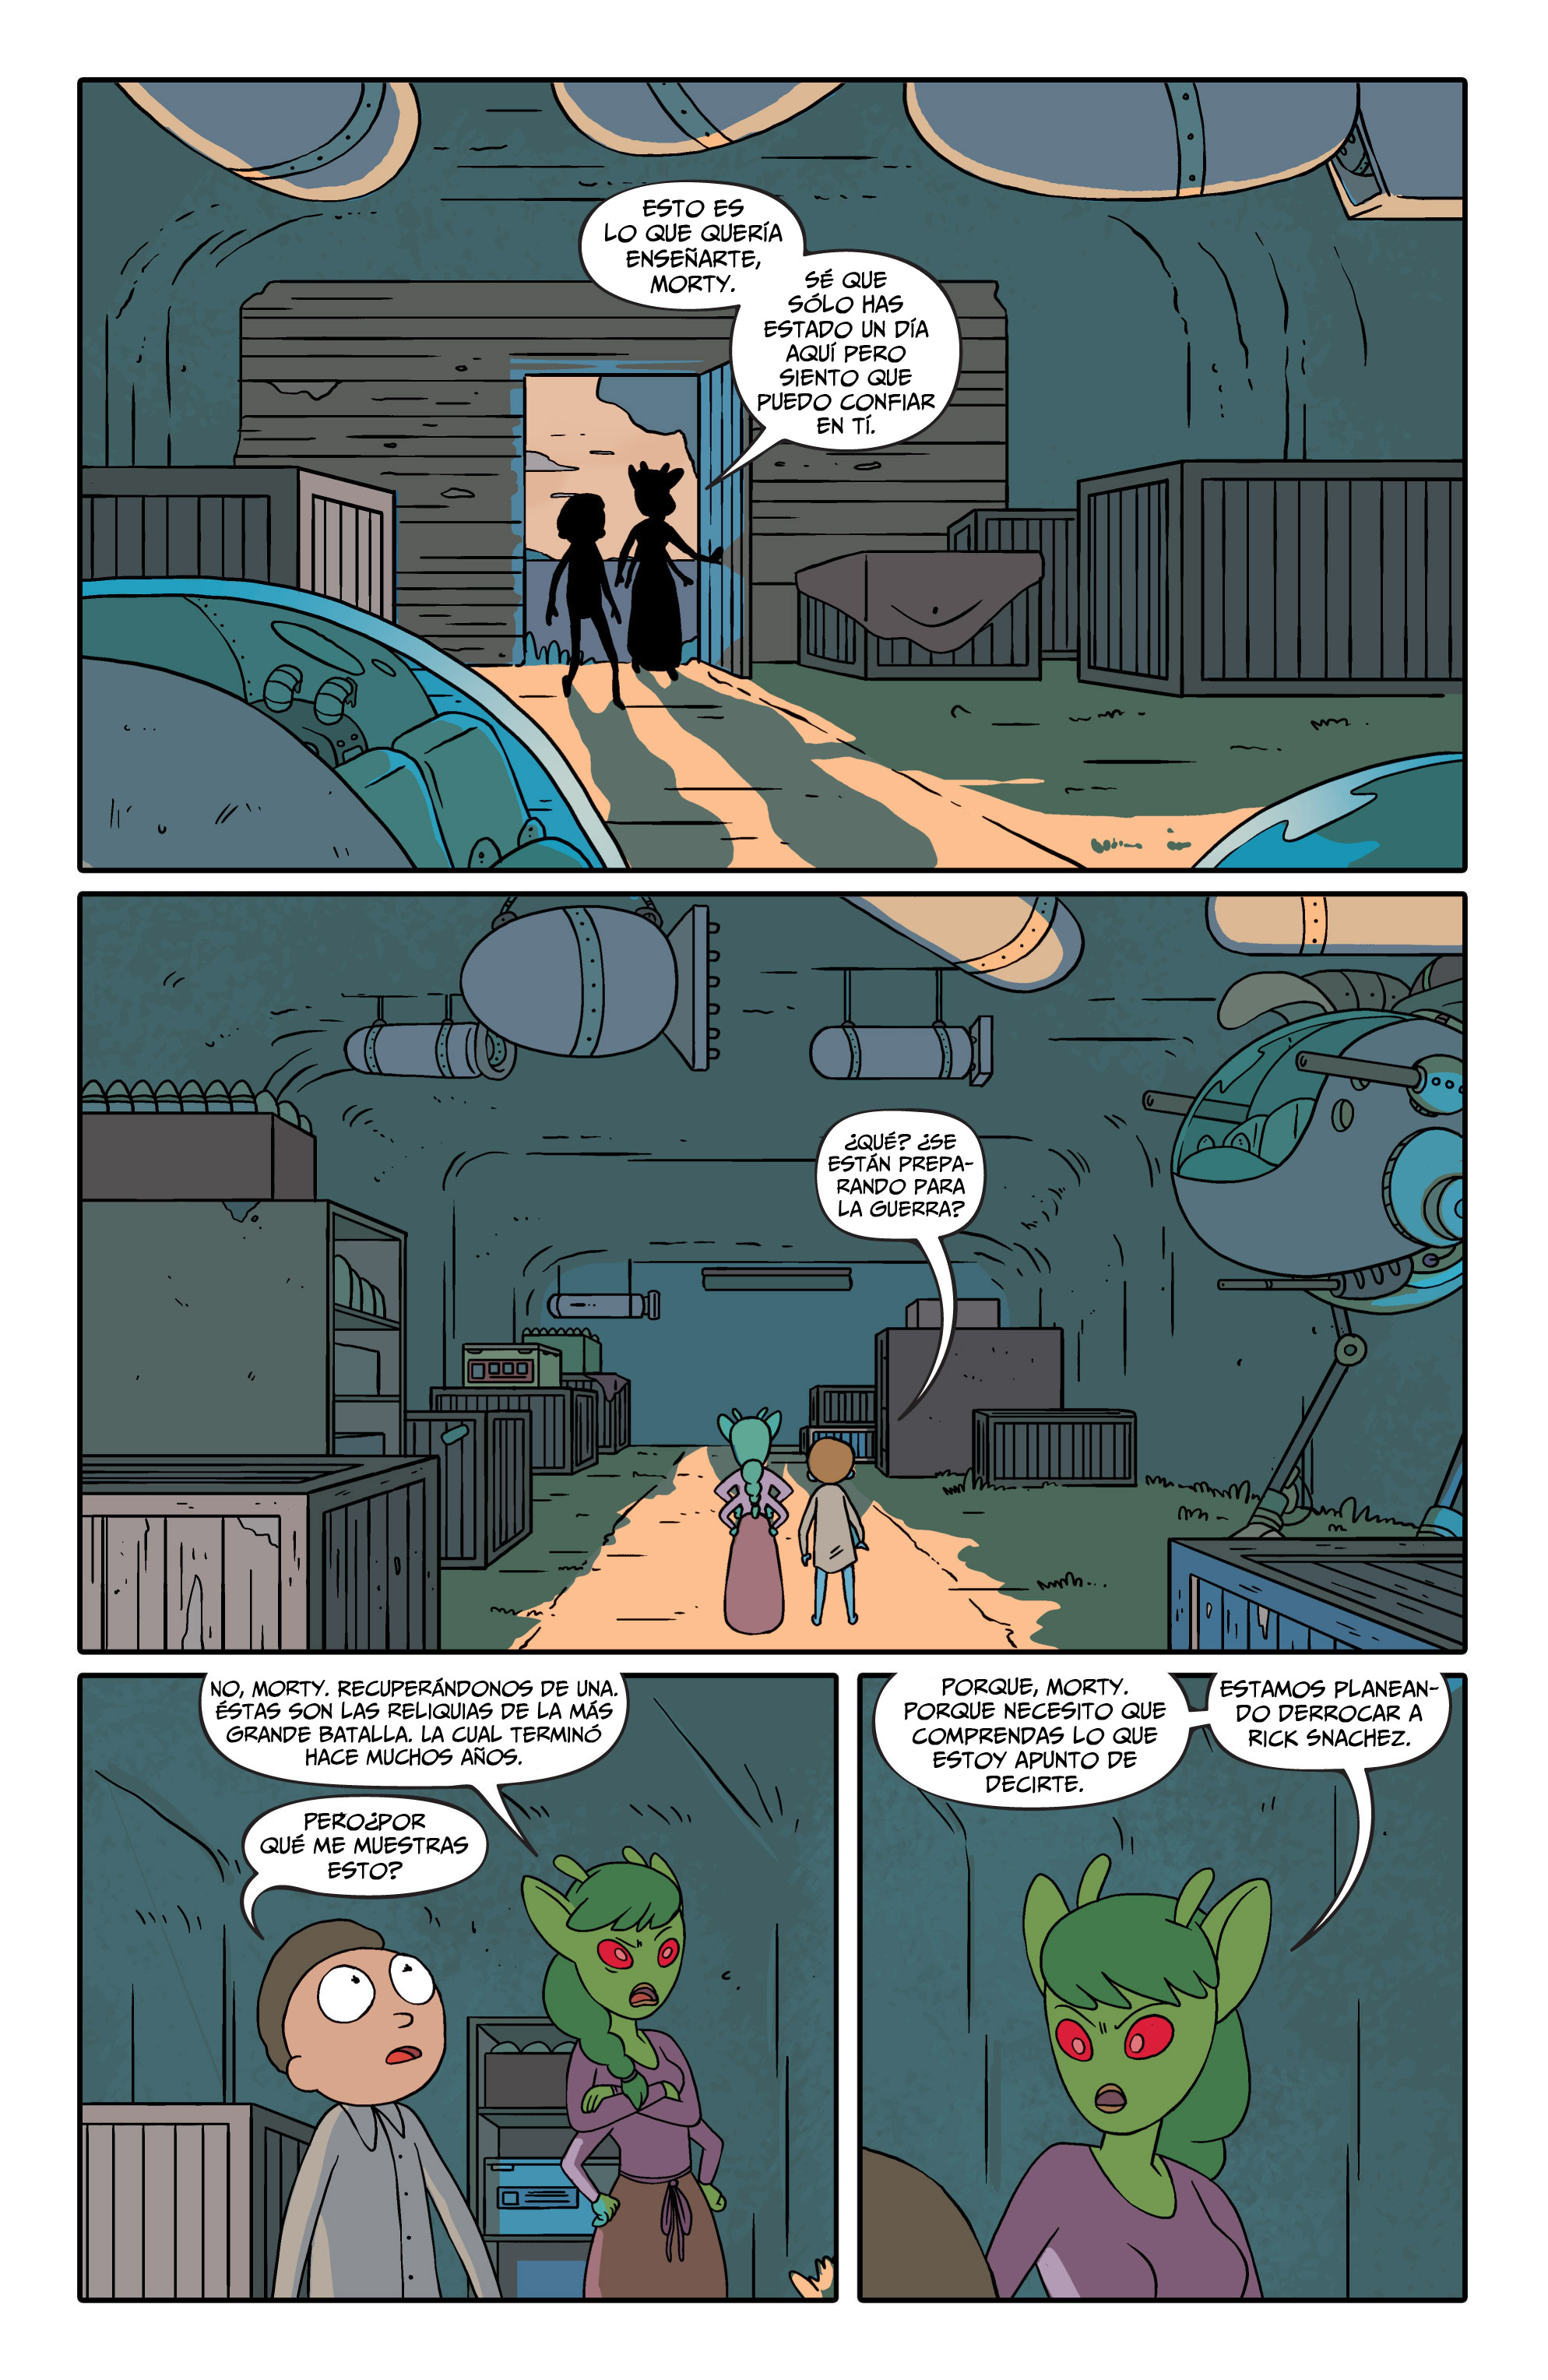 ESTO ES
LO QUE QUERÍA
ENSEÑARTE,
MORTY.
SÉ QUE
SÓLO HAS
ESTADO UN DÍA
AQUÍ PERO
SIENTO QUE
PUEDO CONFIAR
EN TÍ.
¿QUÉ? ¿SE
ESTÁN PREPA-
RANDO PARA
LA GUERRA?
NO, MORTY. RECUPERÁNDONOS DE UNA.
ÉSTAS SON LAS RELIQUIAS DE LA MÁS
GRANDE BATALLA. LA CUAL TERMINÓ
HACE MUCHOS AÑOS.
PERO¿POR
QUÉ ME MUESTRAS
ESTO?
PORQUE, MORTY.
PORQUE NECESITO QUE
COMPRENDAS LO QUE
ESTOY APUNTO DE
DECIRTE.
ESTAMOS PLANEAN-
DO DERROCAR A
RICK SNACHEZ.